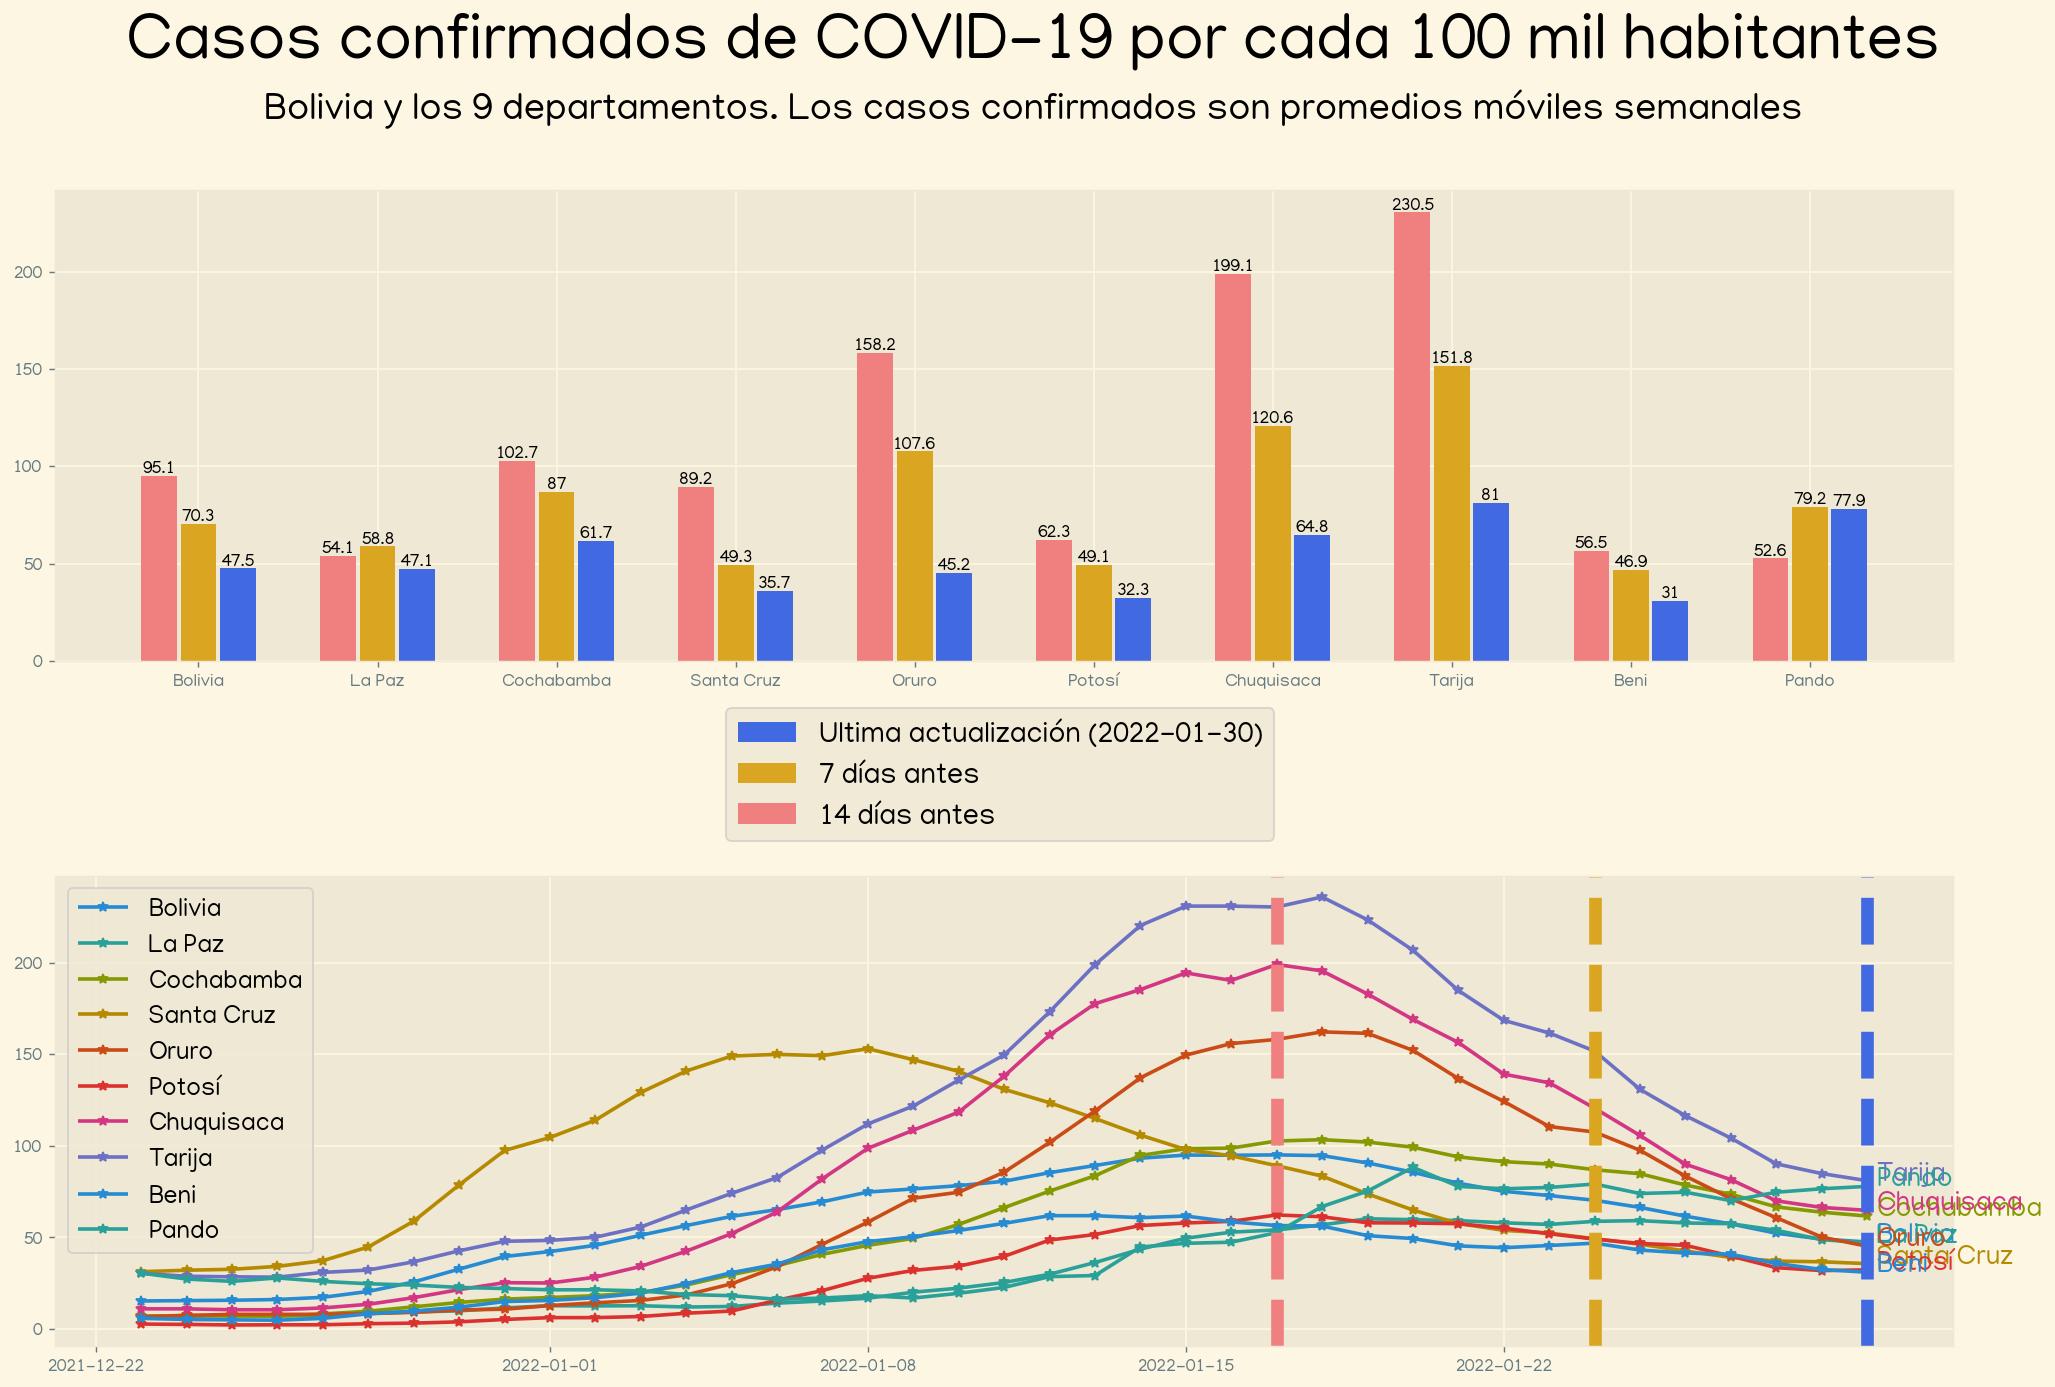 Casos confirmados de COVID-19 por cada 100 mil habitantes
Bolivia y los 9 departamentos. Los casos confirmados son promedios móviles semanales
200
150
100
50
0
95.1 70.3 47.5
54.1 58.8 47.1
102.7 87 61.7
89.2 49.3 35.7
158.2 107.6 45.2
62.3 49.1 32.3
199.1 120.6 64.8
230.5 151.8 81
56.5 46.9 31
52.6 79.2 77.9
Bolivia La Paz Cochabamba Santa Cruz Oruro Potosí Chuquisaca Tarija Beni Pando
Ultima actualización (2022-01-30)
7 días antes
14 días antes
Bolivia
La Paz
Cochabamba
Santa Cruz
Oruro
Potosí
Chuquisaca
Tarija
Beni
Pando
200
150
100
50
0
Tarija
Pando
Chuquisaca
Cochabamba
Bolivia
La Paz
Oruro
Santa Cruz
Potosí
Beni
2021-12-22 2022-01-01 2022-01-08 2022-01-15 2022-01-22